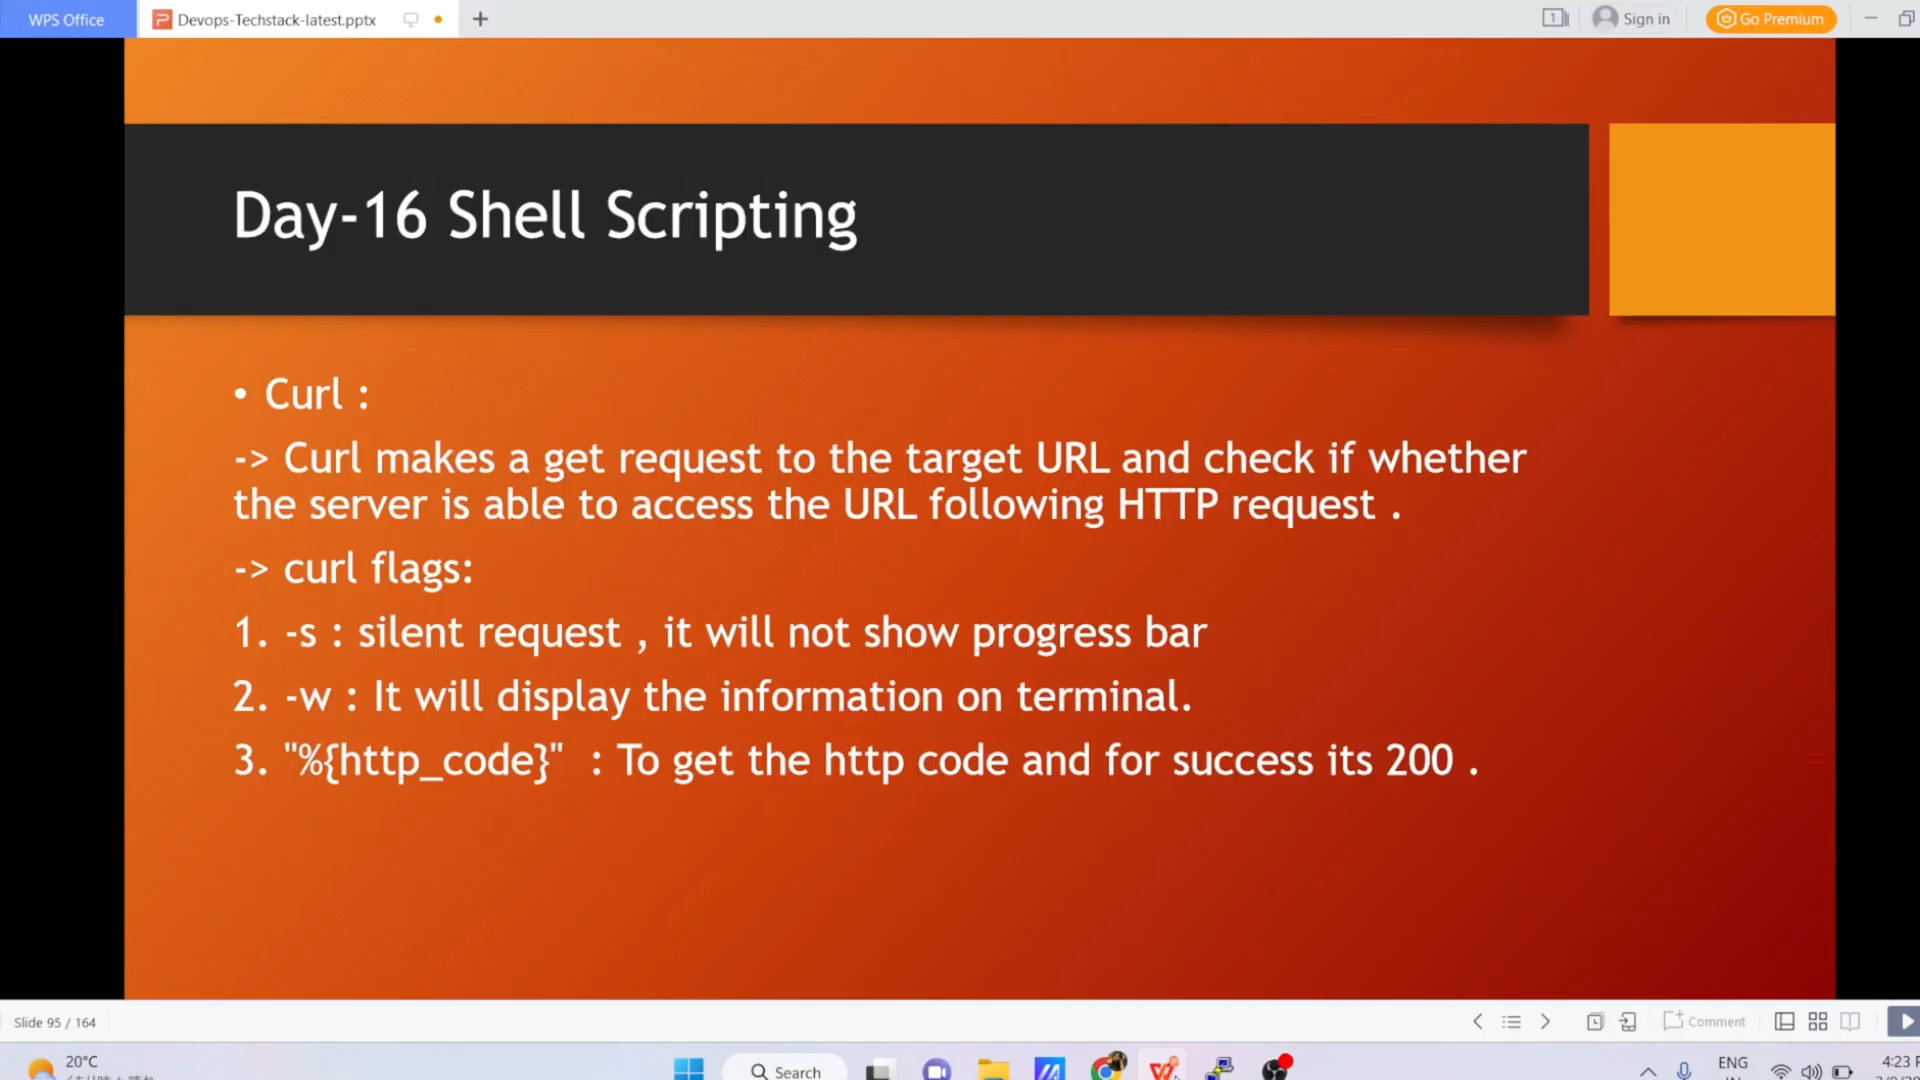 WPS Office
Devops-Techstack-latest.pptx
Sign in
Go Premium
Day-16 Shell Scripting
• Curl :
-> Curl makes a get request to the target URL and check if whether
the server is able to access the URL following HTTP request .
-> curl flags:
1. -s : silent request , it will not show progress bar
2. -w : It will display the information on terminal.
3. "%{http_code}"  : To get the http code and for success its 200 .
Slide 95 / 164
Comment
20°C
Search
ENG
4:23